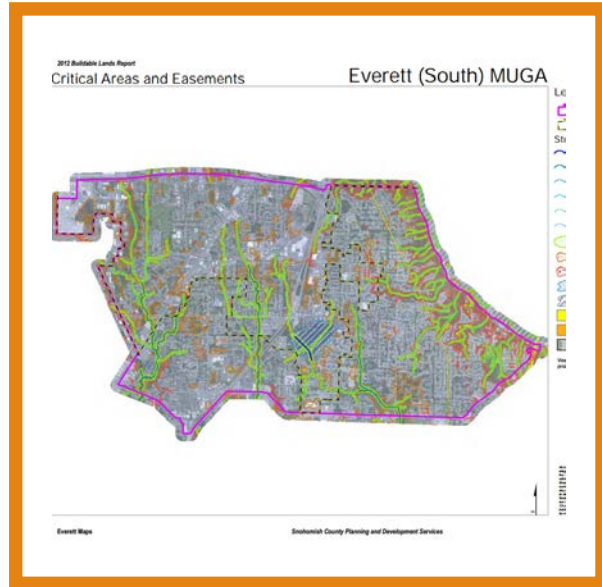 2012 Buildable Lands Report
Critical Areas and Easements
Everett (South) MUGA
Everett Maps
Snohomish County Planning and Development Services